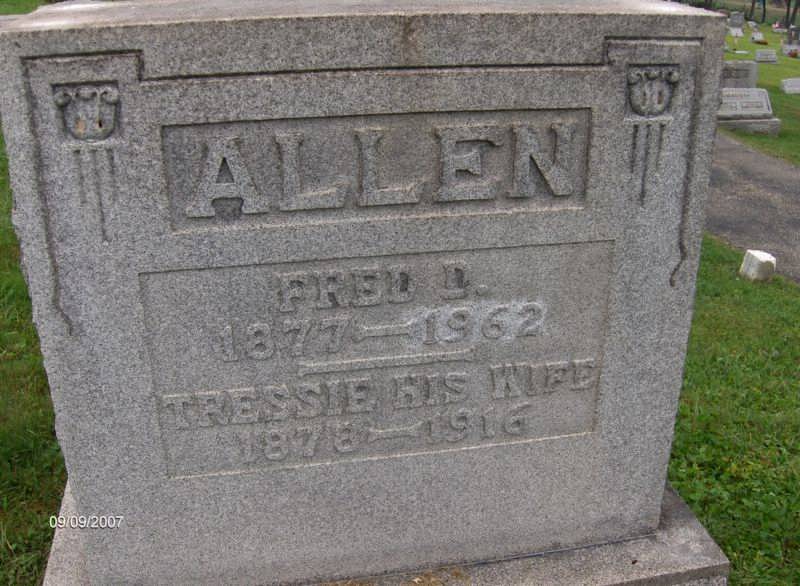 ALLEN
FRED D.
1877—1962
TRESSIE HIS WIFE
1878—1916
09/09/2007